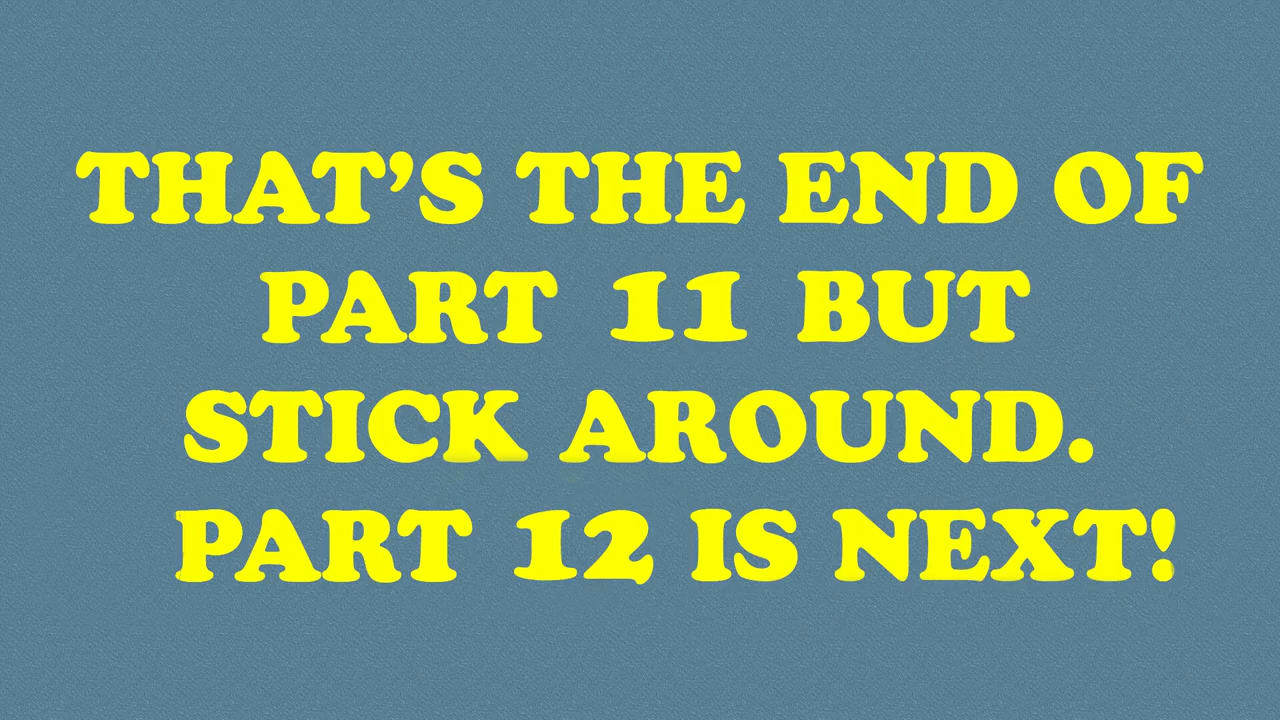 THAT’S THE END OF
PART 11 BUT
STICK AROUND.
PART 12 IS NEXT!